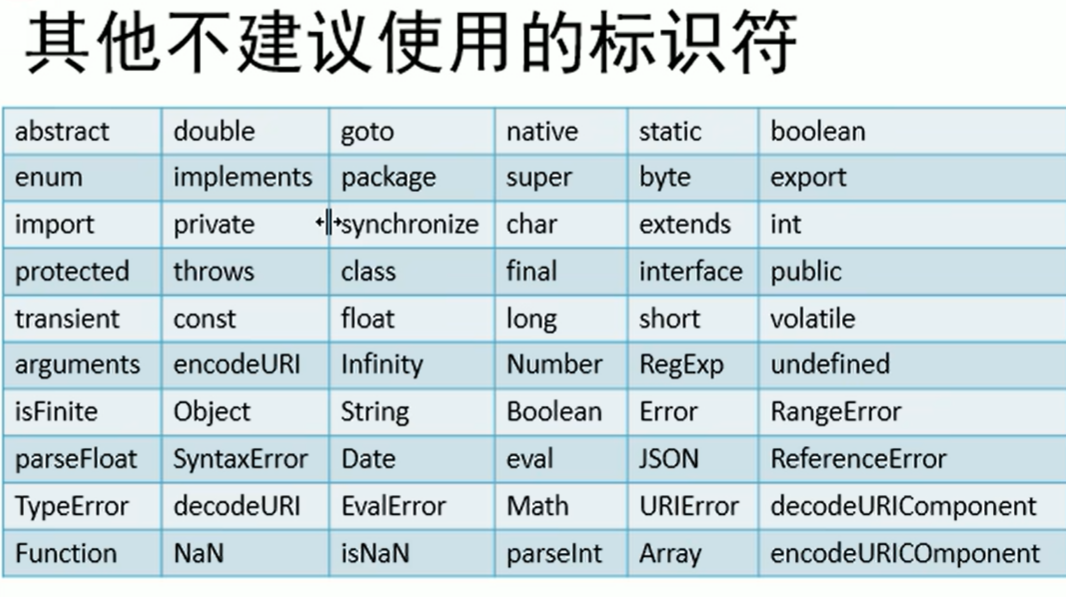 其他不建议使用的标识符
abstract double goto native static boolean
enum implements package super byte export
import private synchronize char extends int
protected throws class final interface public
transient const float long short volatile
arguments encodeURI Infinity Number RegExp undefined
isFinite Object String Boolean Error RangeError
parseFloat SyntaxError Date eval JSON ReferenceError
TypeError decodeURI EvalError Math URIError decodeURIComponent
Function NaN isNaN parseInt Array encodeURICOmponent